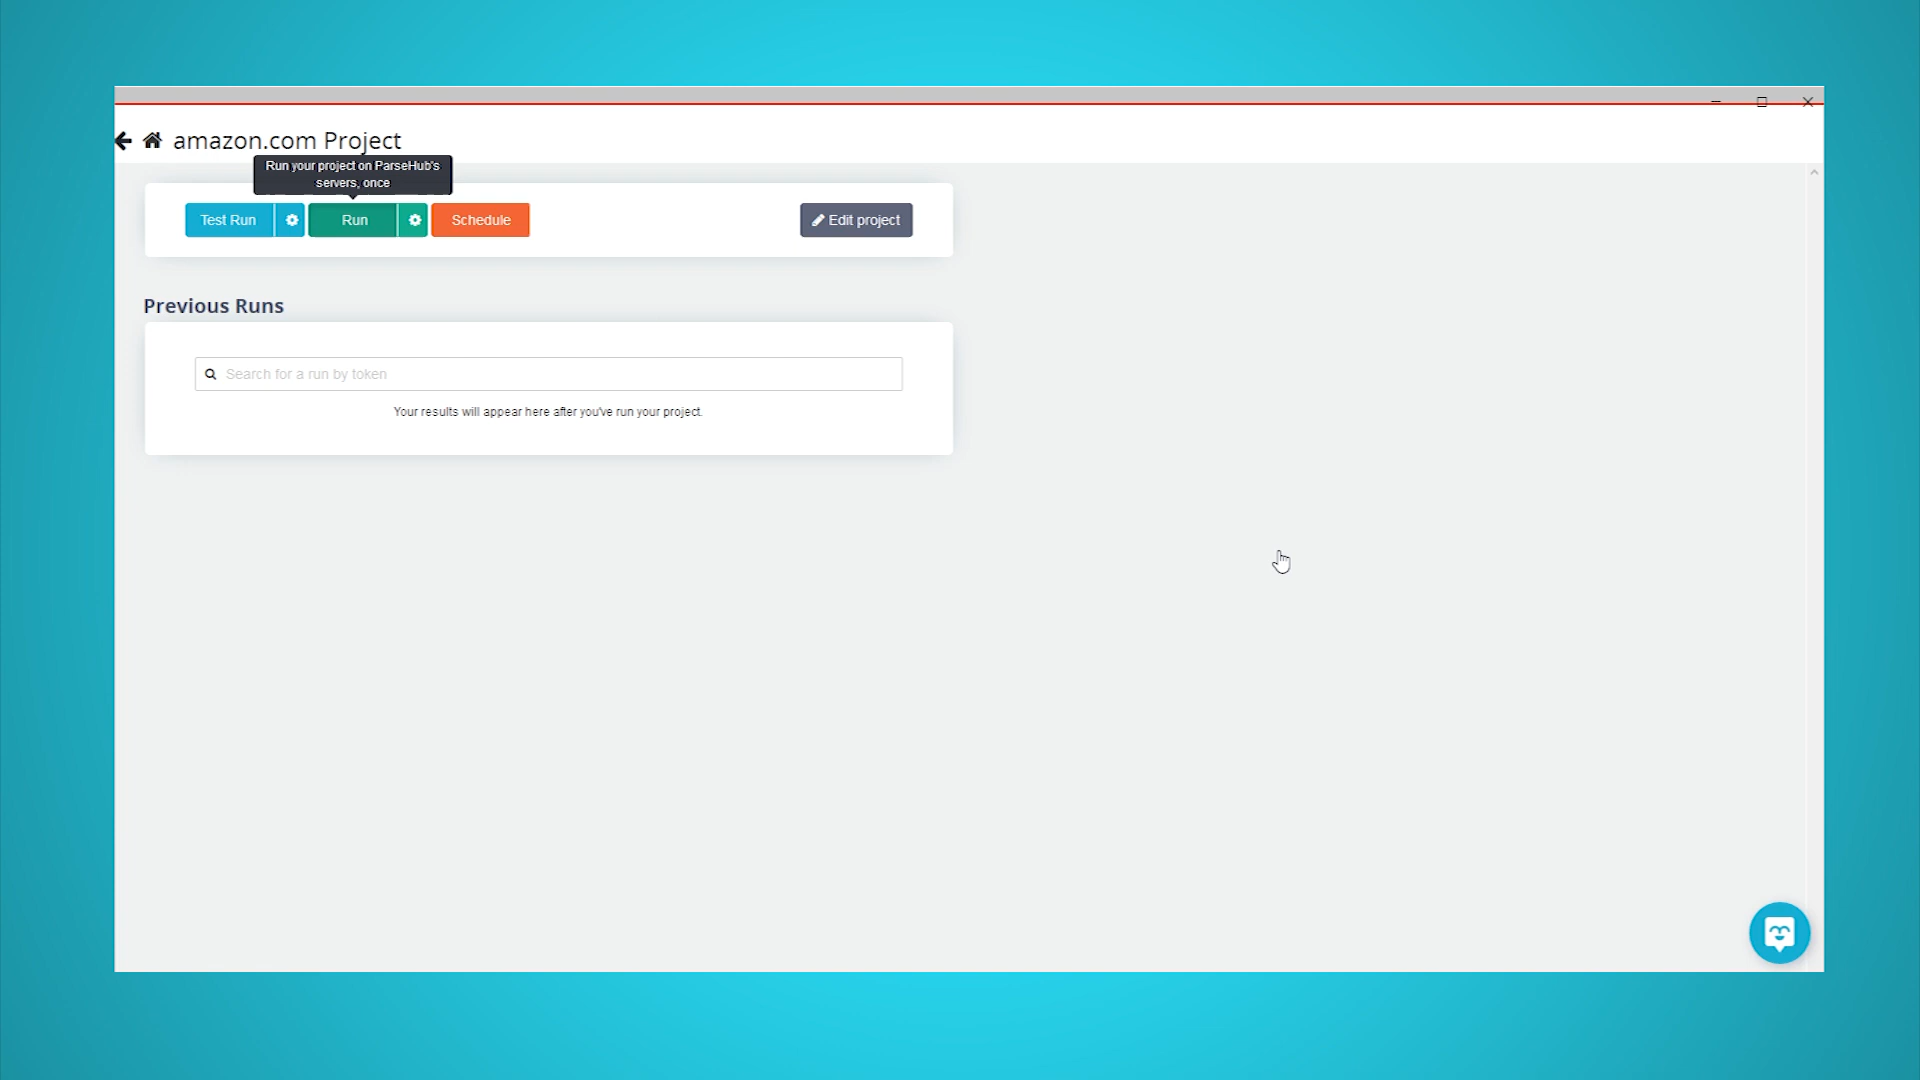 amazon.com Project
Run your project on ParseHub's
servers, once
Test Run
Run
Schedule
Edit project
Previous Runs
Search for a run by token
Your results will appear here after you've run your project.